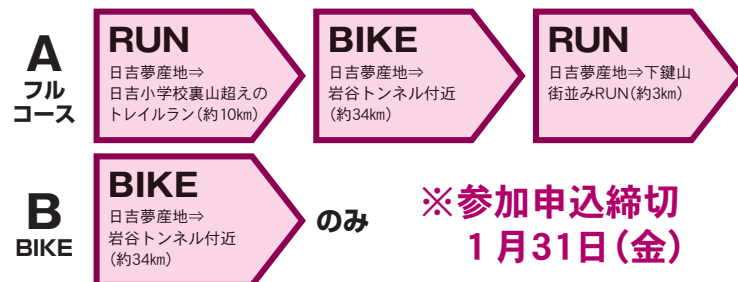 A
フル
コース
RUN
日吉夢産地⇒
日吉小学校裏山超えの
トレイルラン(約10㎞)
BIKE
日吉夢産地⇒
岩谷トンネル付近
(約34㎞)
RUN
日吉夢産地⇒下鍵山
街並みRUN(約3㎞)
B
BIKE
BIKE
日吉夢産地⇒
岩谷トンネル付近
(約34㎞)
のみ
※参加申込締切
1月31日(金)